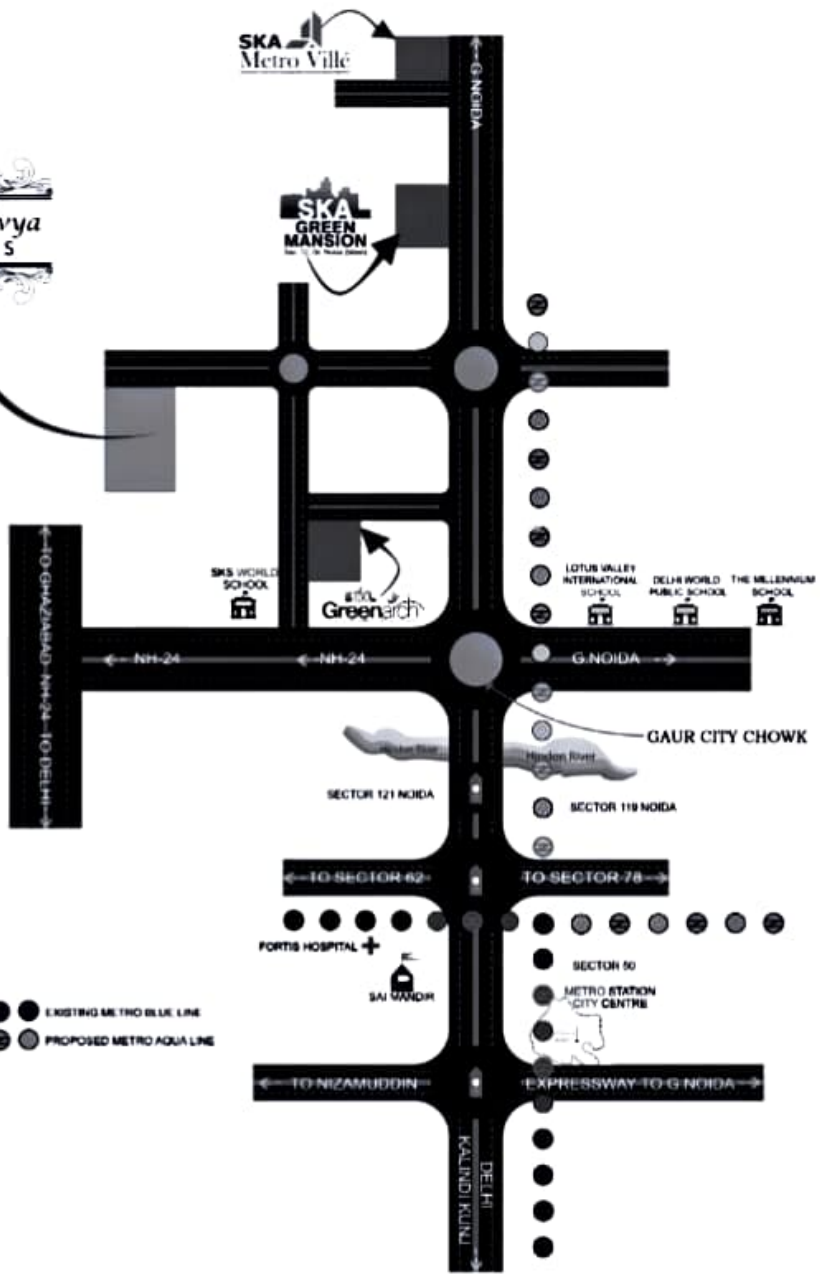 SKA
Metro Villé
G NOIDA
vya
S
SKA
GREEN
MANSION
SKS WORLD
SCHOOL
Greenarch
LOTUS VALLEY
INTERNATIONAL
SCHOOL
DELHI WORLD
PUBLIC SCHOOL
THE MILLENNIUM
SCHOOL
TO GHAZIABAD NH-24 TO DELHI
NH-24
NH-24
G.NOIDA
GAUR CITY CHOWK
Hindon River
Hindon River
SECTOR 121 NOIDA
SECTOR 119 NOIDA
TO SECTOR 62
TO SECTOR 78
FORTIS HOSPITAL
SAI MANDIR
SECTOR 50
METRO STATION
CITY CENTRE
EXISTING METRO BLUE LINE
PROPOSED METRO AQUA LINE
TO NIZAMUDDIN
EXPRESSWAY TO G NOIDA
DELHI
KALINDI KUNJ